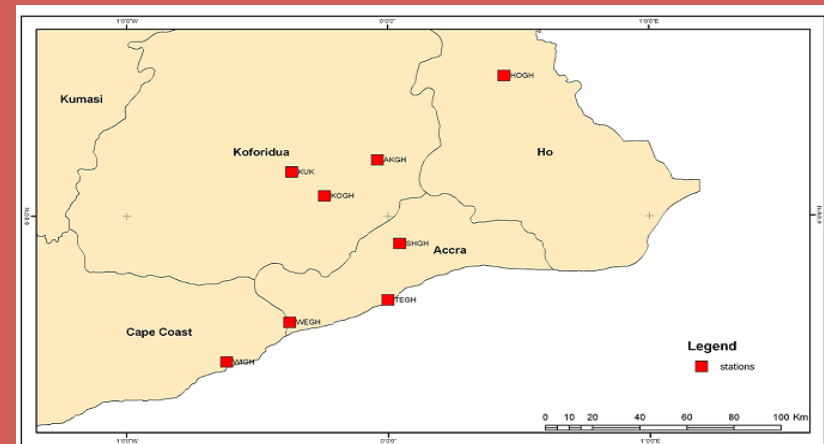 1°0'0"W 0°0'0" 1°0'0"E
HOGH
Kumasi
Koforidua
Ho
AKGH
KUK
KOGH
SHGH
Accra
TEGH
WEGH
Cape Coast
WIGH
Legend
stations
0 5 10 20 40 60 80 100 Km
1°0'0"W 0°0'0" 1°0'0"E